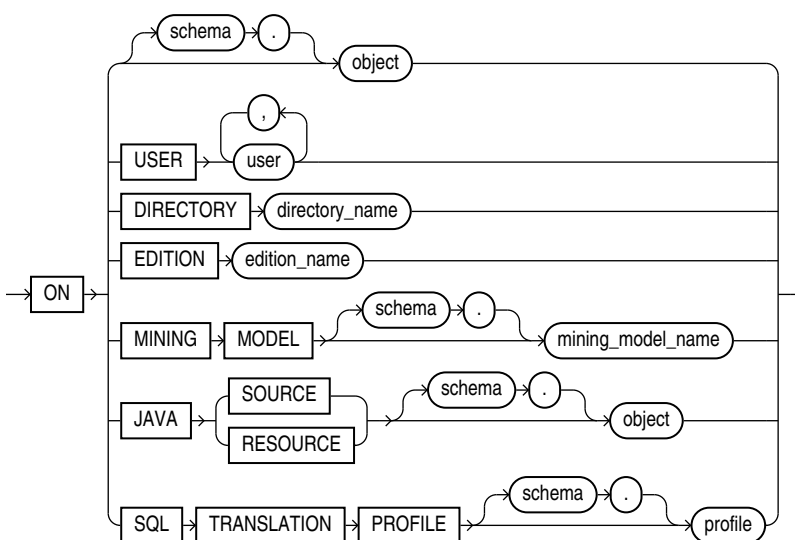 schema .
object
,
USER user
DIRECTORY directory_name
EDITION edition_name
ON
schema .
MINING MODEL mining_model_name
SOURCE schema .
JAVA object
RESOURCE
schema .
SQL TRANSLATION PROFILE profile